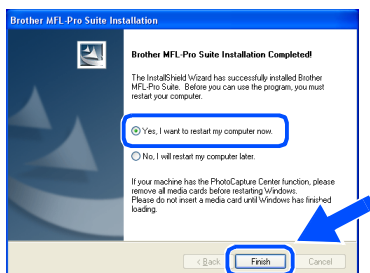 Brother MFL-Pro Suite Installation
Brother MFL-Pro Suite Installation Completed!
The InstallShield Wizard has successfully installed Brother
MFL-Pro Suite. Before you can use the program, you must
restart your computer.
Yes, I want to restart my computer now.
No, I will restart my computer later.
If your machine has the PhotoCapture Center function, please
remove all media cards before restarting Windows.
Please do not insert a media card until Windows has finished
loading.
< Back
Finish
Cancel